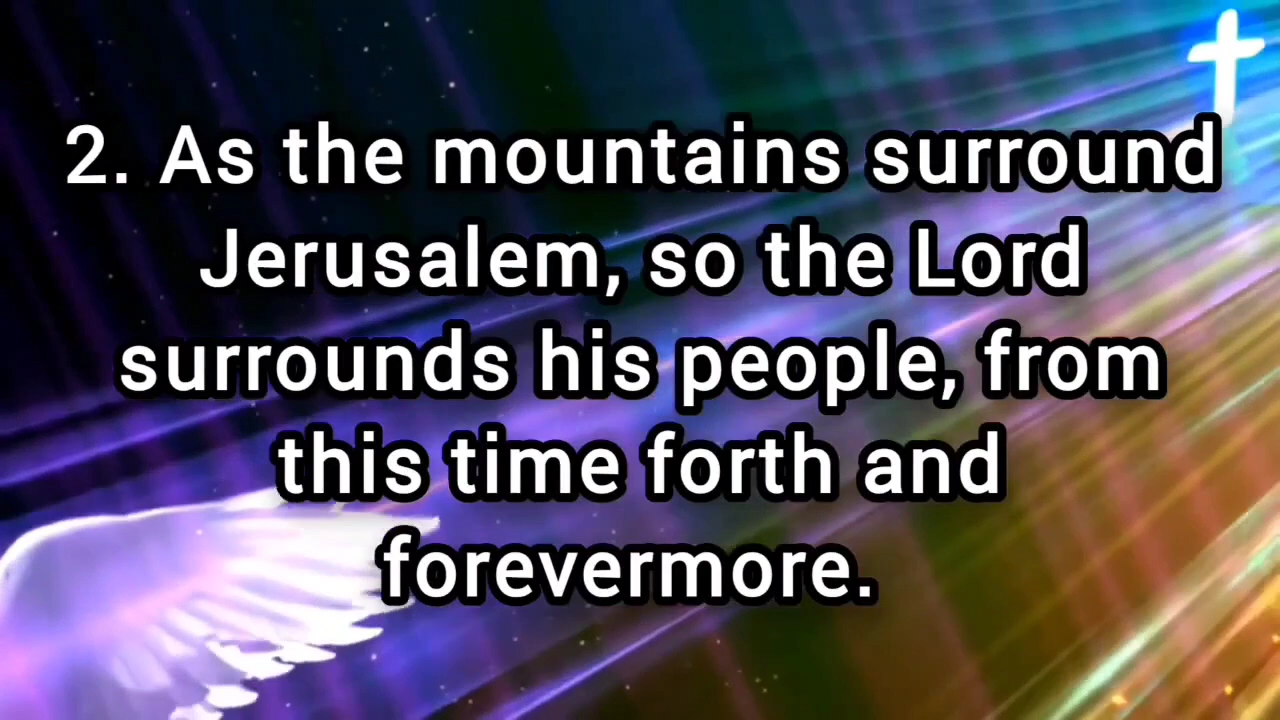 2. As the mountains surround
Jerusalem, so the Lord
surrounds his people, from
this time forth and
forevermore.